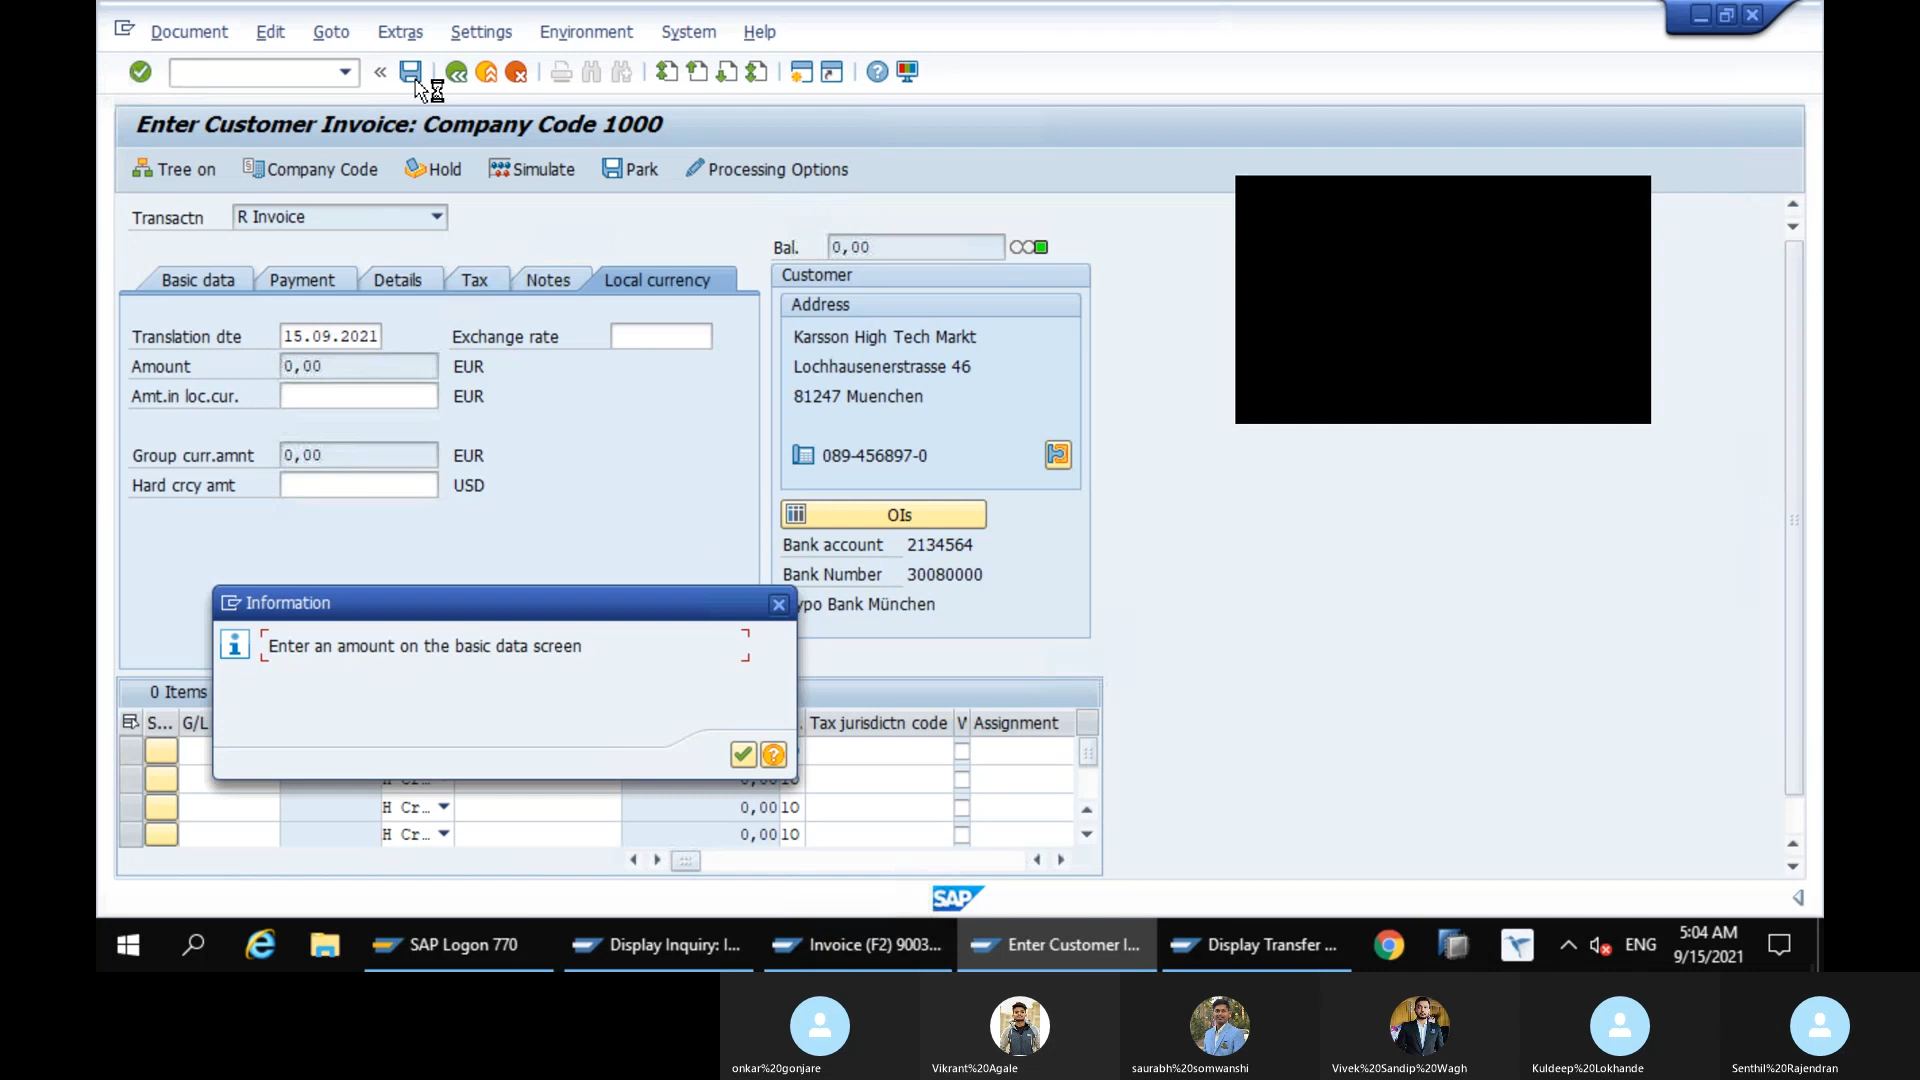 Document Edit Goto Extras Settings Environment System Help
Enter Customer Invoice: Company Code 1000
Tree on Company Code Hold Simulate Park Processing Options
Transactn R Invoice
Bal. 0,00
Basic data Payment Details Tax Notes Local currency
Customer
Address
Translation dte 15.09.2021 Exchange rate
Karsson High Tech Markt
Amount 0,00 EUR
Lochhausenerstrasse 46
Amt.in loc.cur. EUR
81247 Muenchen
Group curr.amnt 0,00 EUR
089-456897-0
Hard crcy amt USD
OIs
Bank account 2134564
Bank Number 30080000
ypo Bank München
Information
Enter an amount on the basic data screen
0 Items
S... G/L Tax jurisdictn code W Assignment
H Cr... 0,00 1O
H Cr... 0,00 1O
H Cr... 0,00 1O
SAP
SAP Logon 770 Display Inquiry: I... Invoice (F2) 9003... Enter Customer I... Display Transfer ... ENG 5:04 AM
9/15/2021
onkar%20gonjare Vikrant%20Agale saurabh%20somwanshi Vivek%20Sandip%20Wagh Kuldeep%20Lokhande Senthil%20Rajendran